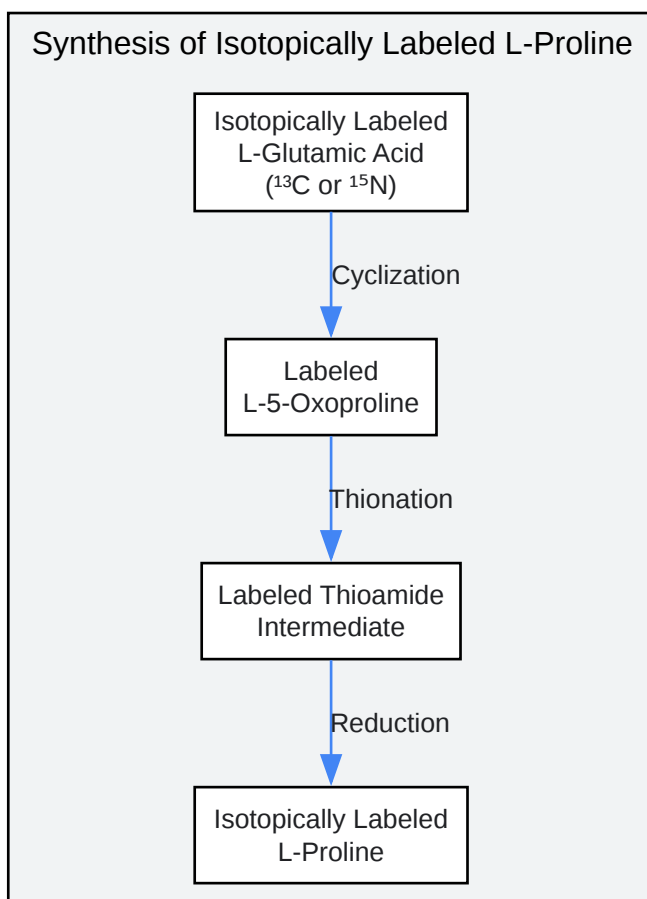 Synthesis of Isotopically Labeled L-Proline
Isotopically Labeled
L-Glutamic Acid
(¹³C or ¹⁵N)
Cyclization
Labeled
L-5-Oxoproline
Thionation
Labeled Thioamide
Intermediate
Reduction
Isotopically Labeled
L-Proline